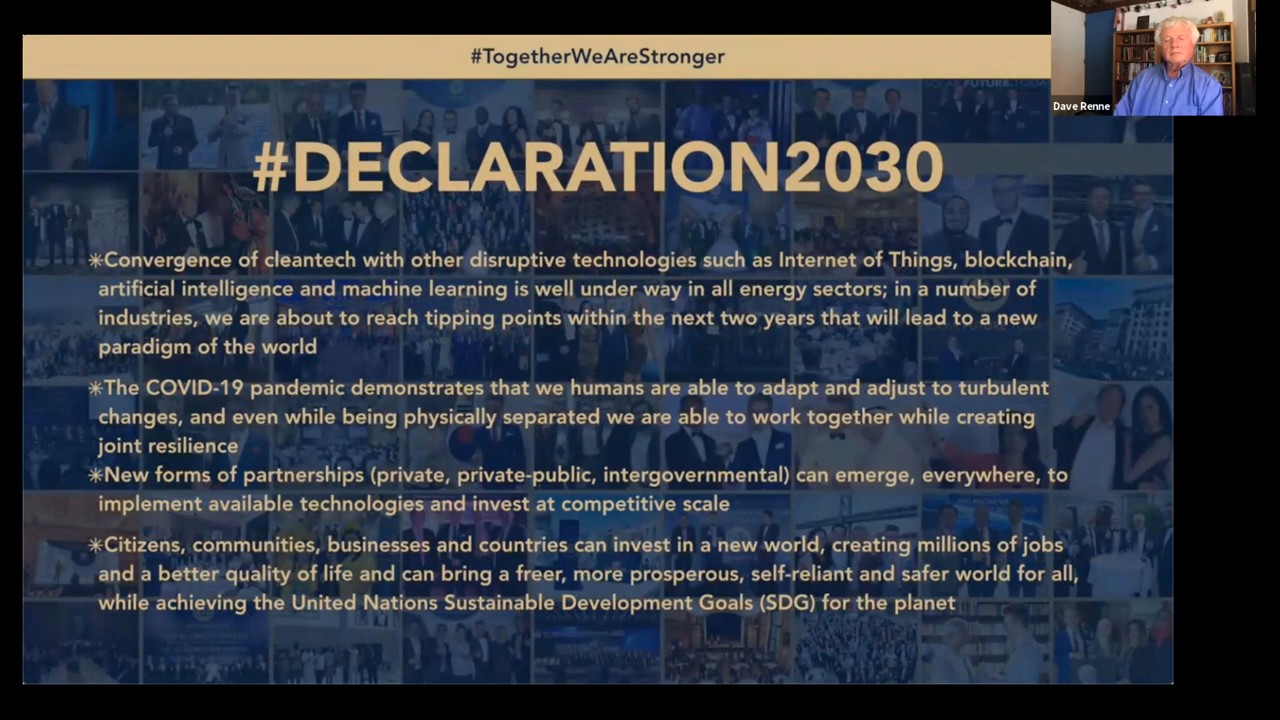 #TogetherWeAreStronger
Dave Renne
#DECLARATION2030
✳Convergence of cleantech with other disruptive technologies such as Internet of Things, blockchain,
artificial intelligence and machine learning is well under way in all energy sectors; in a number of
industries, we are about to reach tipping points within the next two years that will lead to a new
paradigm of the world
✳The COVID-19 pandemic demonstrates that we humans are able to adapt and adjust to turbulent
changes, and even while being physically separated we are able to work together while creating
joint resilience
✳New forms of partnerships (private, private-public, intergovernmental) can emerge, everywhere, to
implement available technologies and invest at competitive scale
✳Citizens, communities, businesses and countries can invest in a new world, creating millions of jobs
and a better quality of life and can bring a freer, more prosperous, self-reliant and safer world for all,
while achieving the United Nations Sustainable Development Goals (SDG) for the planet